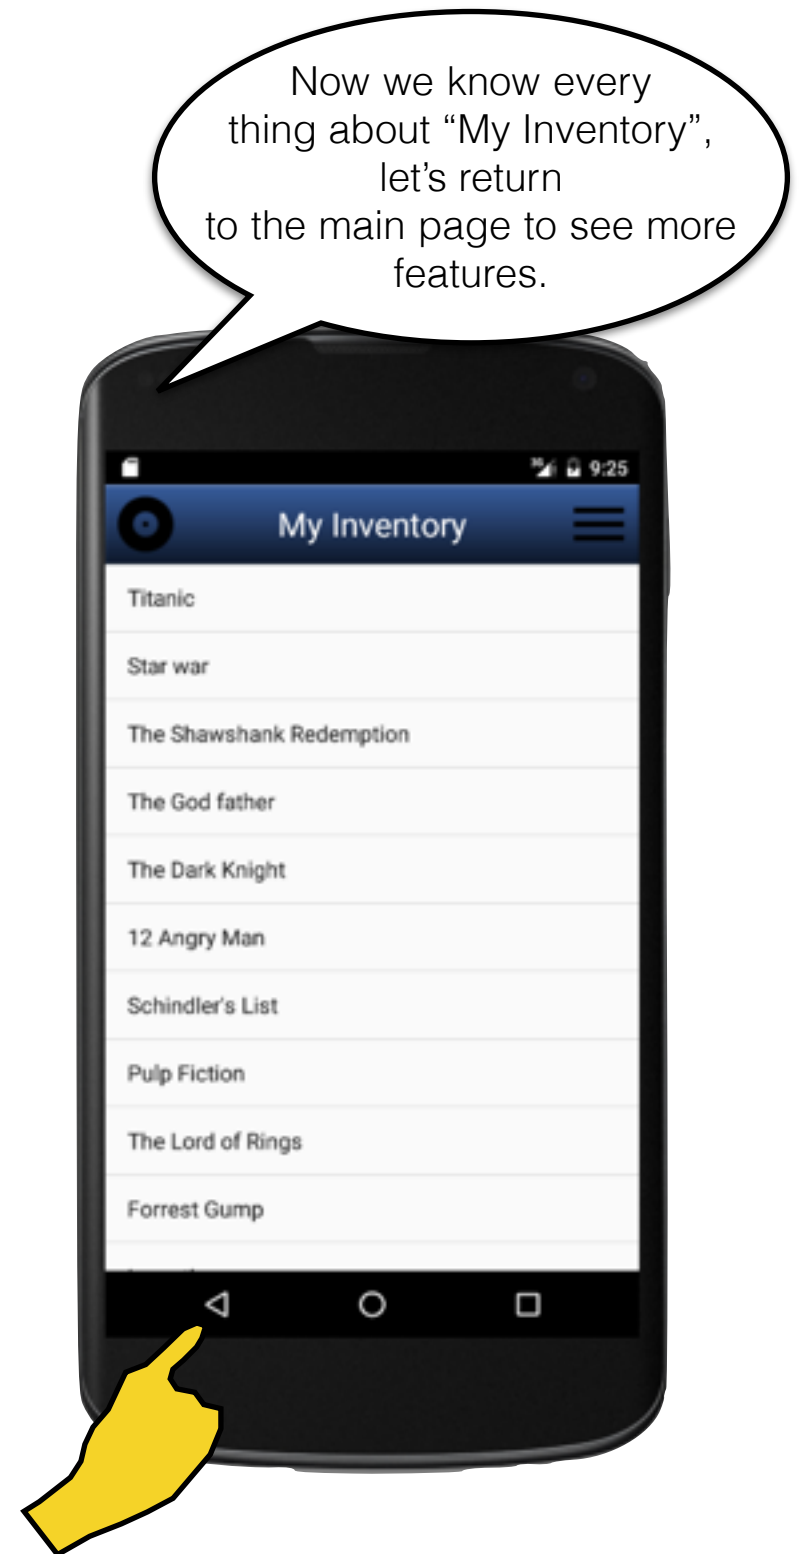 Now we know every
thing about “My Inventory”,
let’s return
to the main page to see more
features.
3G
9:25
My Inventory
Titanic
Star war
The Shawshank Redemption
The God father
The Dark Knight
12 Angry Man
Schindler's List
Pulp Fiction
The Lord of Rings
Forrest Gump